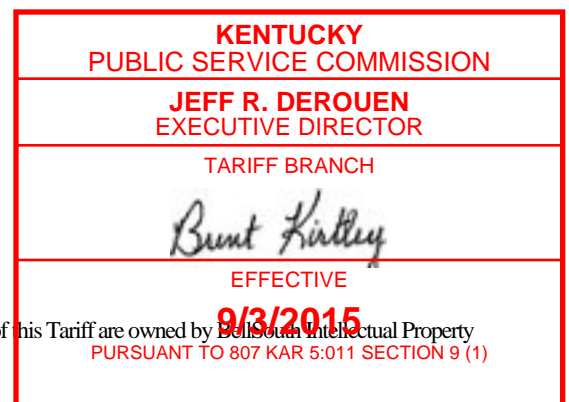 KENTUCKY
PUBLIC SERVICE COMMISSION
JEFF R. DEROUEN
EXECUTIVE DIRECTOR
TARIFF BRANCH
Bunt Kirtley
EFFECTIVE
9/3/2015
of this Tariff are owned by BellSouth Intellectual Property
PURSUANT TO 807 KAR 5:011 SECTION 9 (1)